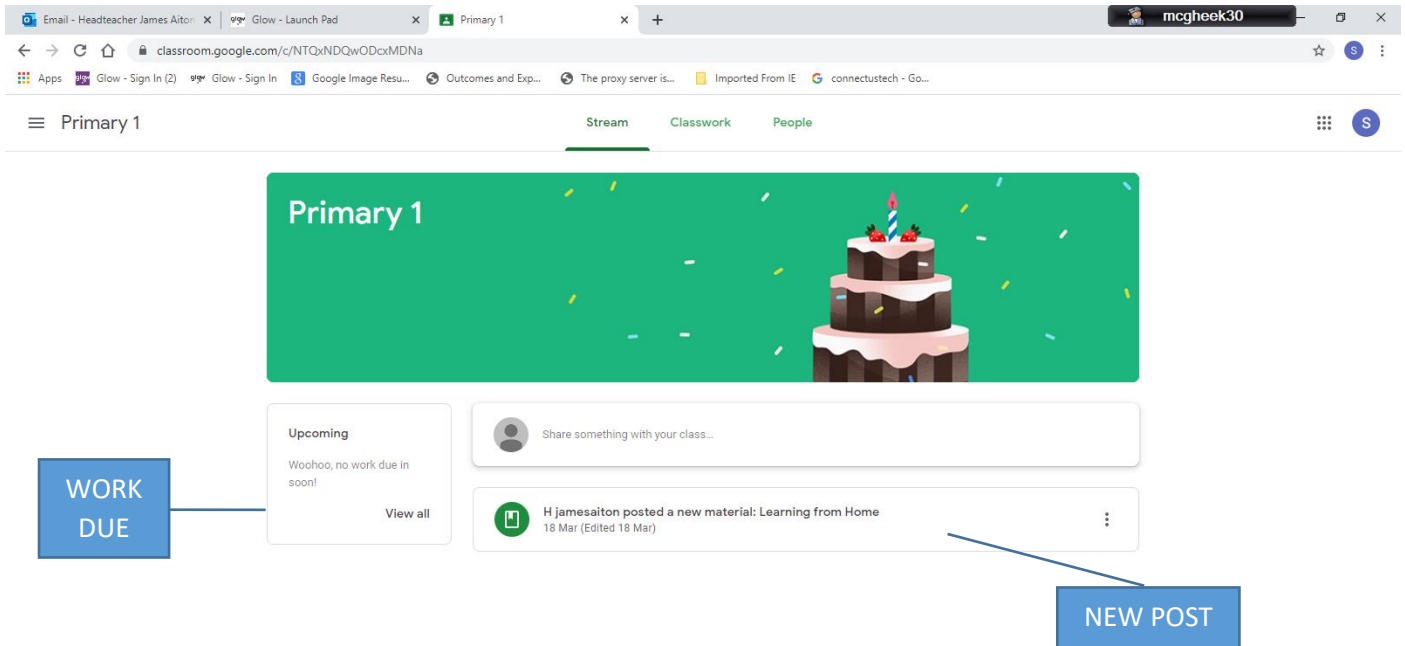 Email - Headteacher James Aiton
Glow - Launch Pad
Primary 1
mcgheek30
classroom.google.com/c/NTQxNDQwODcxMDNa
S
Apps
glow
Glow - Sign In (2)
glow
Glow - Sign In
Google Image Resu...
Outcomes and Exp...
The proxy server is...
Imported From IE
G
connectustech - Go...
Primary 1
Stream
Classwork
People
S
Primary 1
Upcoming
Woohoo, no work due in
soon!
View all
Share something with your class...
H jamesaiton posted a new material: Learning from Home
18 Mar (Edited 18 Mar)
WORK
DUE
NEW POST